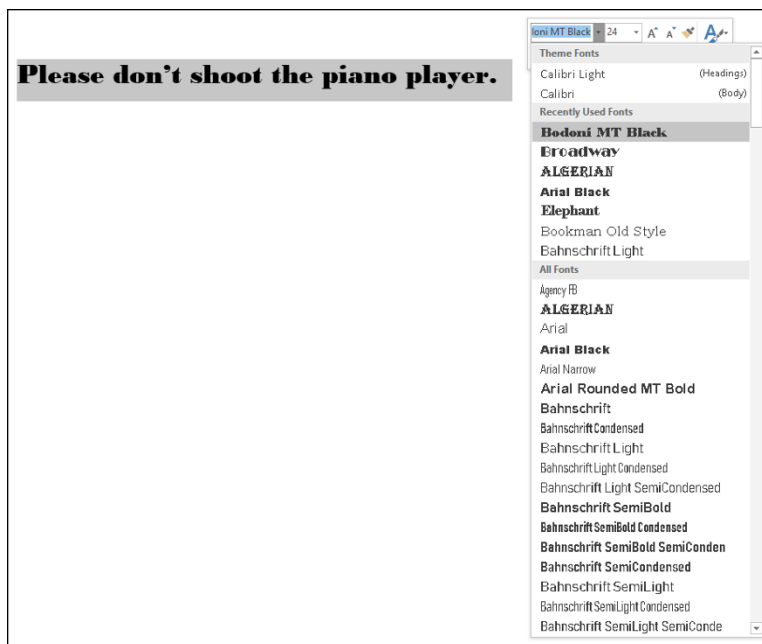 loni MT Black 24 A A A
Please don't shoot the piano player.
Theme Fonts
Calibri Light (Headings)
Calibri (Body)
Recently Used Fonts
Bodoni MT Black
Broadway
ALGERIAN
Arial Black
Elephant
Bookman Old Style
Bahnschrift Light
All Fonts
Agency FB
ALGERIAN
Arial
Arial Black
Arial Narrow
Arial Rounded MT Bold
Bahnschrift
Bahnschrift Condensed
Bahnschrift Light
Bahnschrift Light Condensed
Bahnschrift Light SemiCondensed
Bahnschrift SemiBold
Bahnschrift SemiBold Condensed
Bahnschrift SemiBold SemiConden
Bahnschrift SemiCondensed
Bahnschrift SemiLight
Bahnschrift SemiLight Condensed
Bahnschrift SemiLight SemiConde